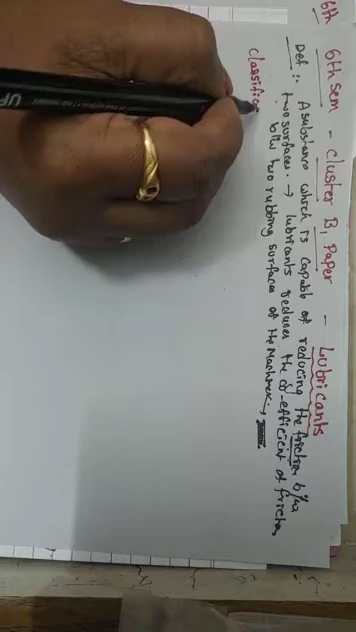 6th 6th sem - Cluster B, Paper - Lubricants
Def :: A substance which is capable of reducing the friction b/w
two surfaces. → lubricants reduces the co-efficient of friction
b/w two rubbing surfaces of the Machines.
Classifica